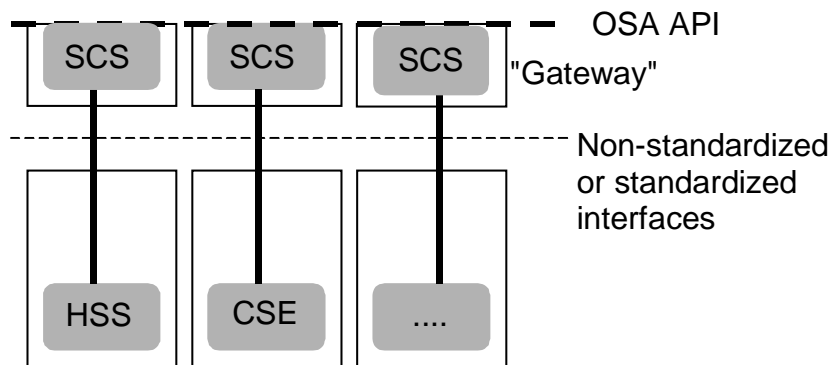 OSA API
SCS SCS SCS
"Gateway"
Non-standardized
or standardized
interfaces
HSS CSE ....